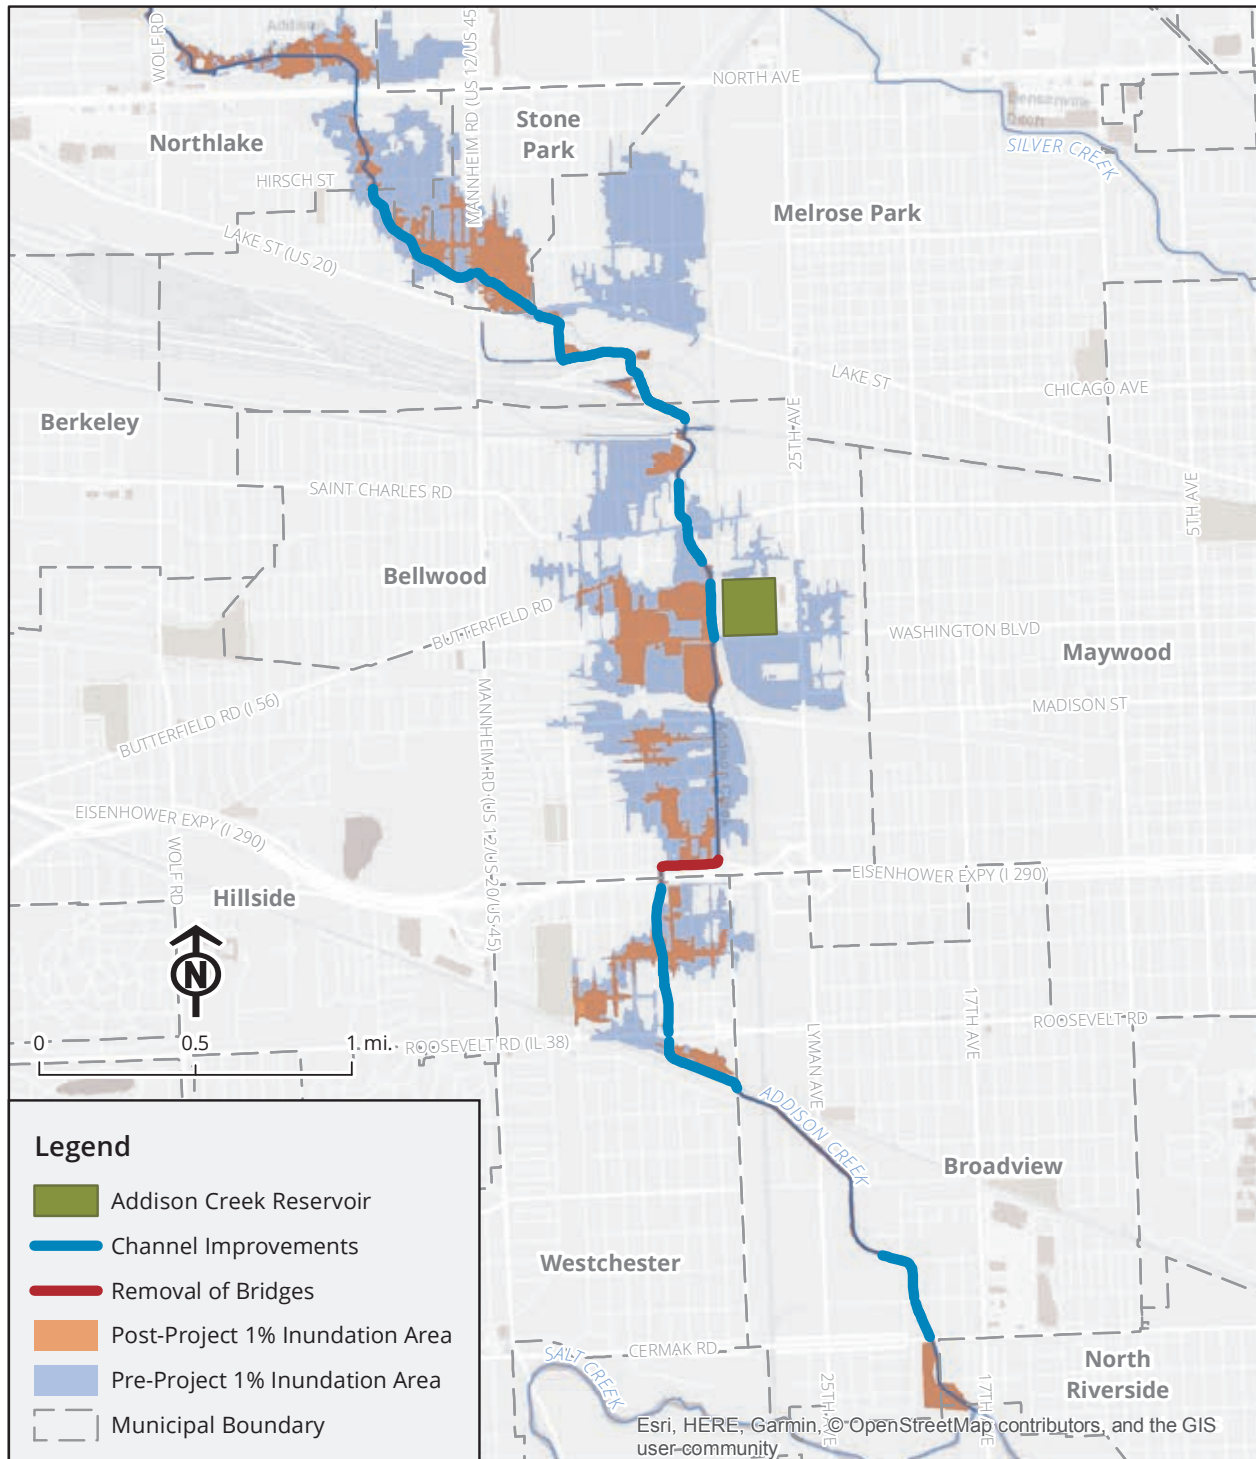 Addison
WOLF RD
MANNHEIM RD (US 12/US 45
NORTH AVE
Northlake
Stone
Park
Bensenville
Ditch
SILVER CREEK
HIRSCH ST
Melrose Park
LAKE ST (US 20)
LAKE ST
CHICAGO AVE
Berkeley
25TH AVE
5TH AVE
SAINT CHARLES RD
Bellwood
BUTTERFIELD RD
WASHINGTON BLVD
Maywood
MADISON ST
BUTTERFIELD RD (I 56)
MANNHEIM RD (US 12/US 20/US 45)
EISENHOWER EXPY (I 290)
WOLF RD
EISENHOWER EXPY (I 290)
Hillside
N
0 0.5 1 mi.
ROOSEVELT RD (IL 38)
LYMAN AVE
17TH AVE
ROOSEVELT RD
ADDISON CREEK
Broadview
Westchester
CERMAK RD
SALT CREEK
25TH AVE
17TH AVE
North
Riverside
Legend
Addison Creek Reservoir
Channel Improvements
Removal of Bridges
Post-Project 1% Inundation Area
Pre-Project 1% Inundation Area
Municipal Boundary
Esri, HERE, Garmin, © OpenStreetMap contributors, and the GIS
user community